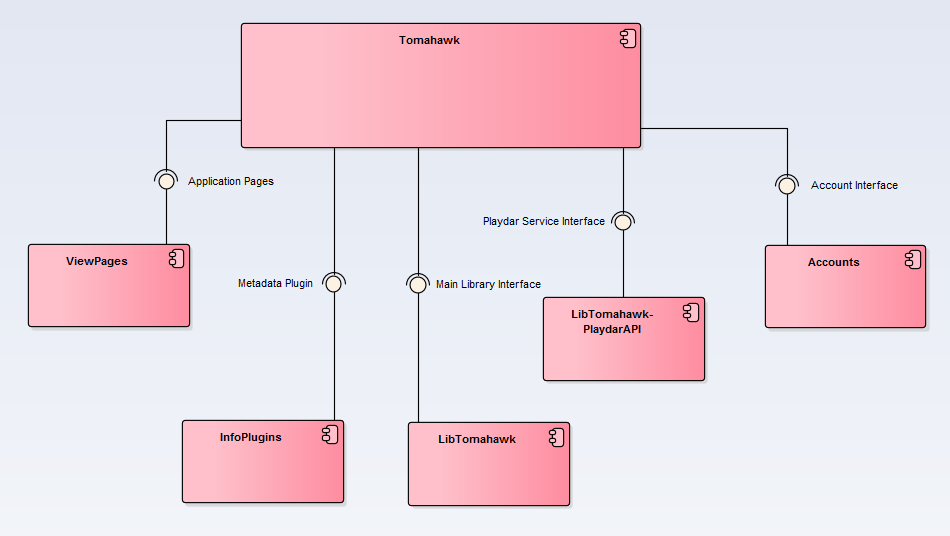 Tomahawk
Application Pages
Account Interface
Playdar Service Interface
ViewPages
Accounts
Metadata Plugin
Main Library Interface
LibTomahawk-
PlaydarAPI
InfoPlugins
LibTomahawk